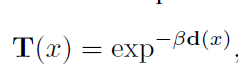 T(x) = exp^{-βd(x)},